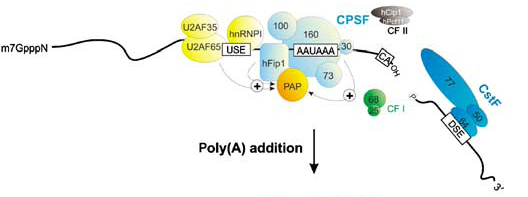 m7GpppN
U2AF35
U2AF65
hnRNPI
USE
100
160
CPSF
AAUAAA
30
hFip1
73
PAP
+
+
hClp1
hPcf11
CF II
CA
OH
68
25
CF I
P
77
CstF
50
64
DSE
3'
Poly(A) addition